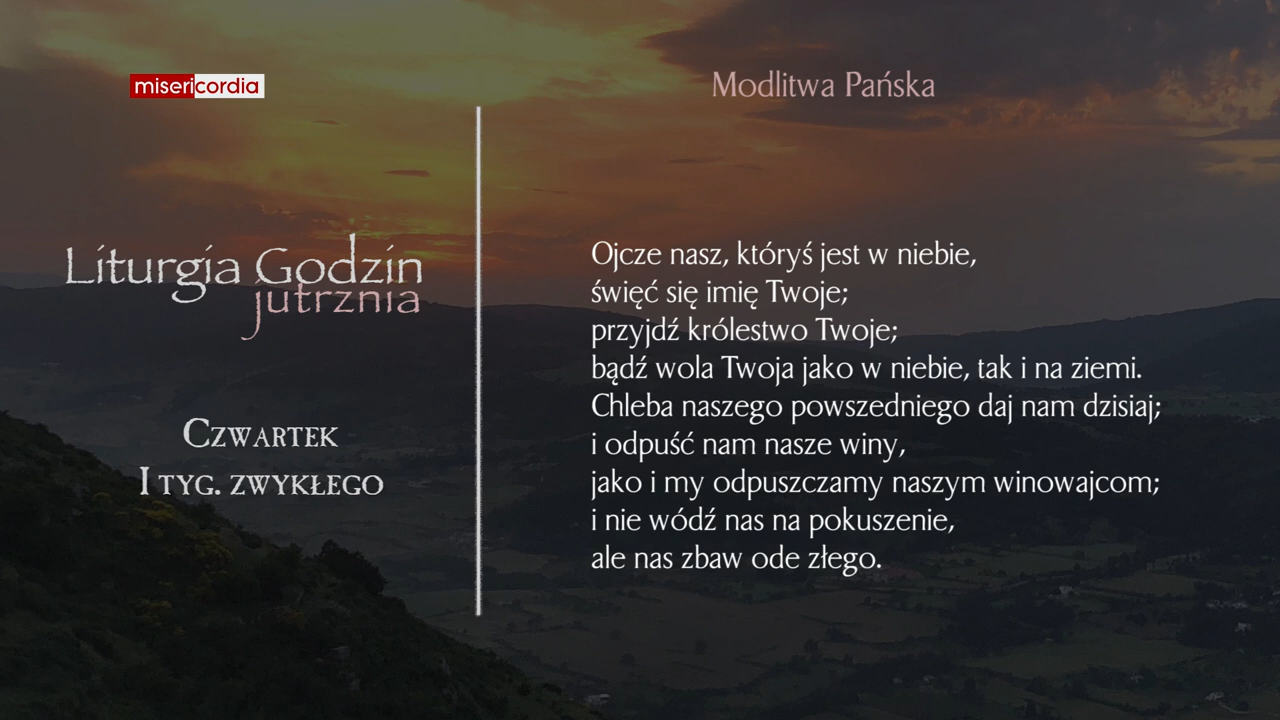 misericordia
Liturgia Godzin
jutrznia
Czwartek
I tyg. zwykłego
Modlitwa Pańska
Ojcze nasz, któryś jest w niebie,
święć się imię Twoje;
przyjdź królestwo Twoje;
bądź wola Twoja jako w niebie, tak i na ziemi.
Chleba naszego powszedniego daj nam dzisiaj;
i odpuść nam nasze winy,
jako i my odpuszczamy naszym winowajcom;
i nie wódź nas na pokuszenie,
ale nas zbaw ode złego.